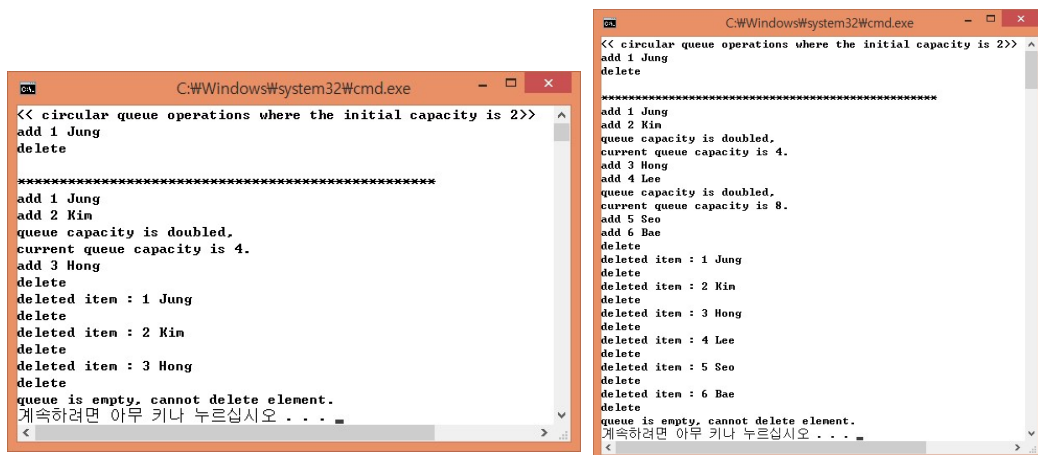 C:₩Windows₩system32₩cmd.exe
<< circular queue operations where the initial capacity is 2>>
add 1 Jung
delete
**************************************************
add 1 Jung
add 2 Kim
queue capacity is doubled,
current queue capacity is 4.
add 3 Hong
delete
deleted item : 1 Jung
delete
deleted item : 2 Kim
delete
deleted item : 3 Hong
delete
queue is empty, cannot delete element.
계속하려면 아무 키나 누르십시오 . . .
C:₩Windows₩system32₩cmd.exe
<< circular queue operations where the initial capacity is 2>>
add 1 Jung
delete
**************************************************
add 1 Jung
add 2 Kim
queue capacity is doubled,
current queue capacity is 4.
add 3 Hong
add 4 Lee
queue capacity is doubled,
current queue capacity is 8.
add 5 Seo
add 6 Bae
delete
deleted item : 1 Jung
delete
deleted item : 2 Kim
delete
deleted item : 3 Hong
delete
deleted item : 4 Lee
delete
deleted item : 5 Seo
delete
deleted item : 6 Bae
delete
queue is empty, cannot delete element.
계속하려면 아무 키나 누르십시오 . . .